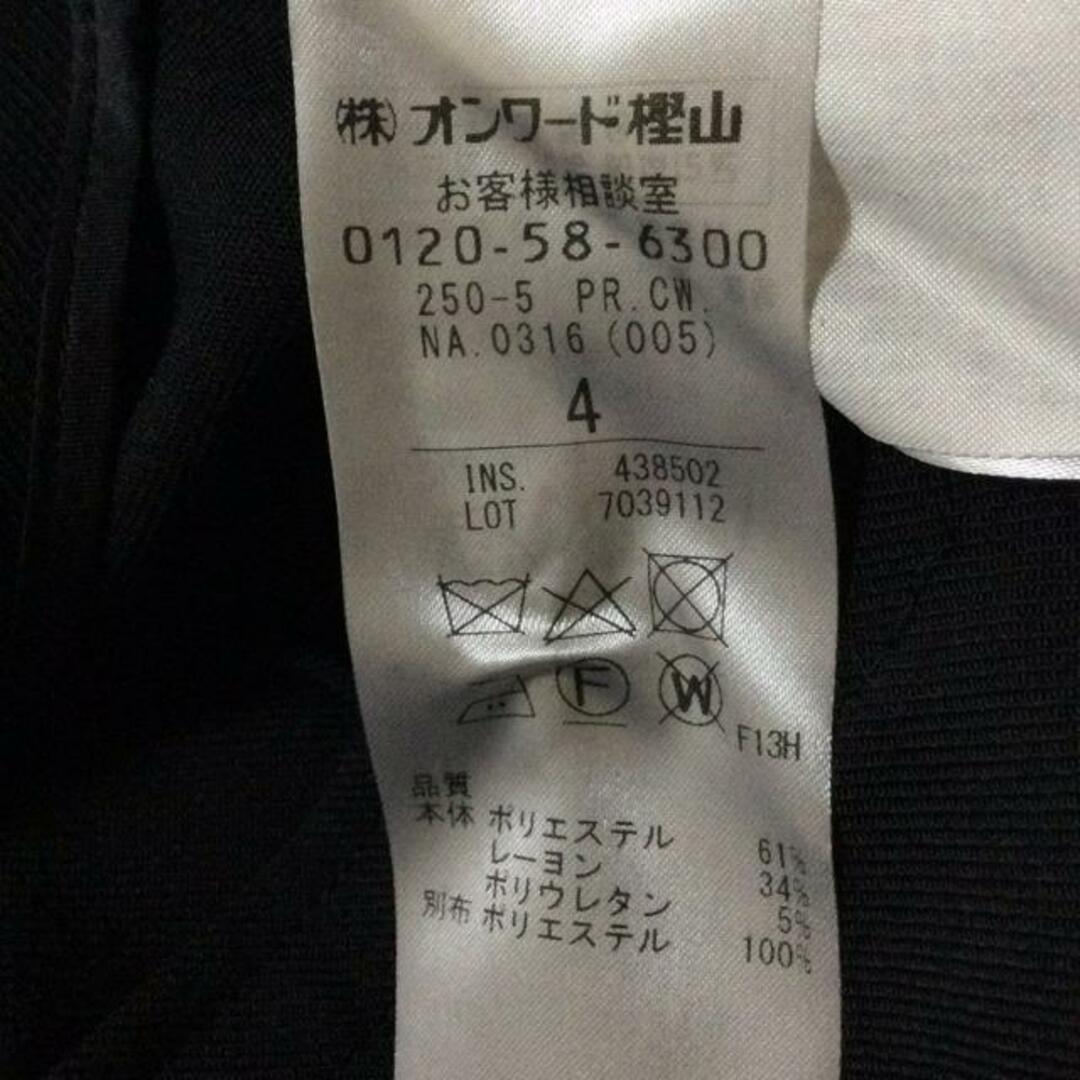 ㈱オンワード樫山
お客様相談室
0120-58-6300
250-5 PR.CW.
NA.0316(005)
4
INS. 438502
LOT 7039112
F W
F13H
品質
本体 ポリエステル 61%
レーヨン 34%
ポリウレタン 5%
別布 ポリエステル 100%